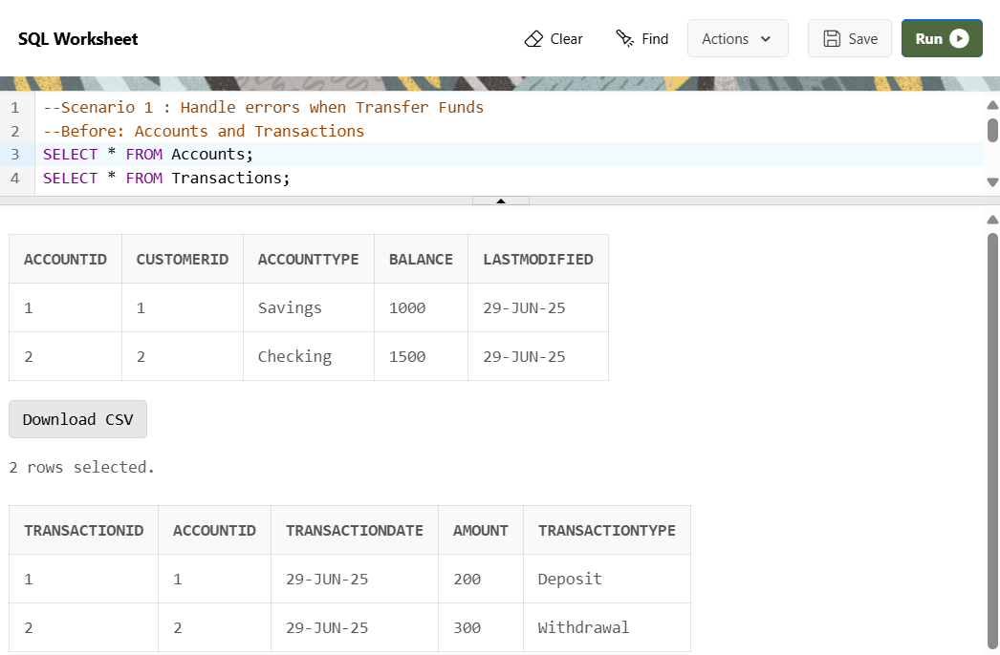 SQL Worksheet
Clear
Find
Actions
Save
Run
1 --Scenario 1 : Handle errors when Transfer Funds
2 --Before: Accounts and Transactions
3 SELECT * FROM Accounts;
4 SELECT * FROM Transactions;
ACCOUNTID CUSTOMERID ACCOUNTTYPE BALANCE LASTMODIFIED
1 1 Savings 1000 29-JUN-25
2 2 Checking 1500 29-JUN-25
Download CSV
2 rows selected.
TRANSACTIONID ACCOUNTID TRANSACTIONDATE AMOUNT TRANSACTIONTYPE
1 1 29-JUN-25 200 Deposit
2 2 29-JUN-25 300 Withdrawal